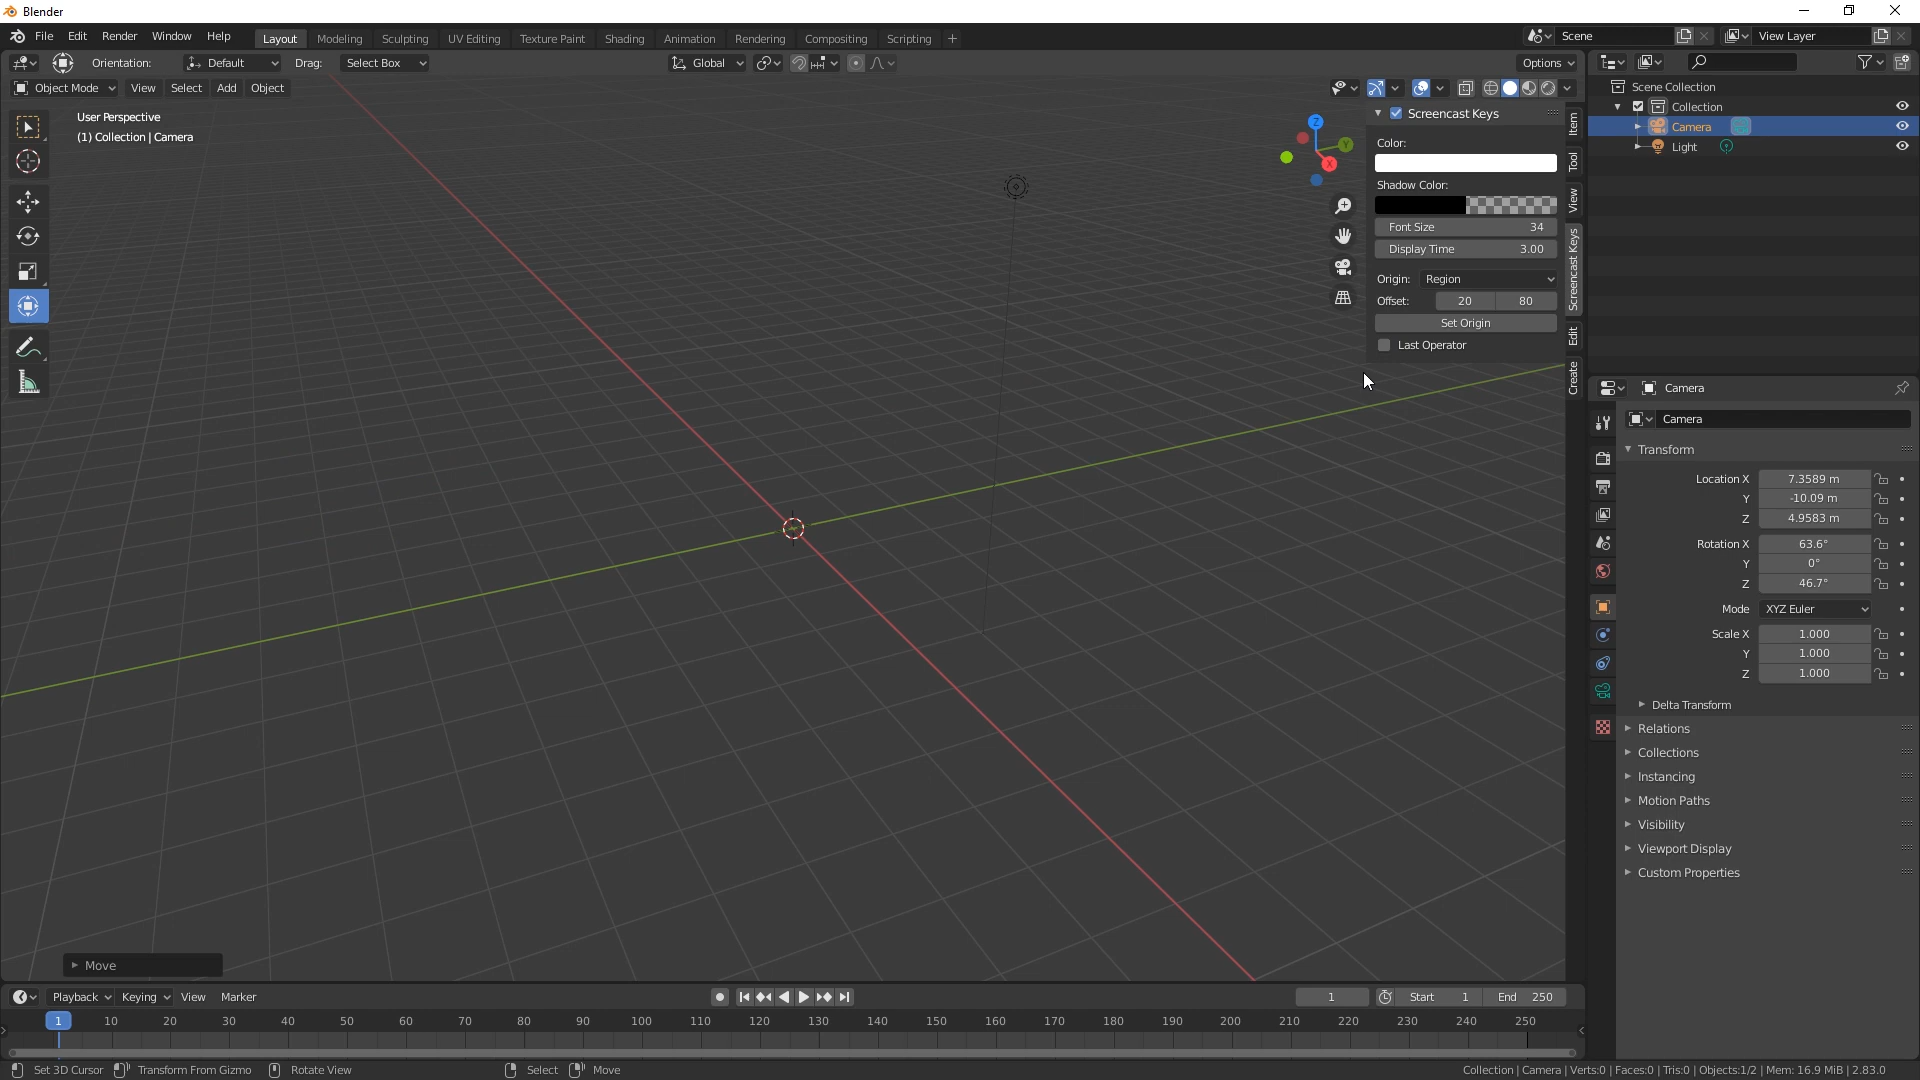 Blender
File Edit Render Window Help Layout Modeling Sculpting UV Editing Texture Paint Shading Animation Rendering Compositing Scripting + Scene View Layer
Orientation: Default Drag: Select Box Global Options
Object Mode View Select Add Object
User Perspective
(1) Collection | Camera
Z
Y
X
Screencast Keys
Color:
Shadow Color:
Font Size 34
Display Time 3.00
Origin: Region
Offset: 20 80
Set Origin
Last Operator
Item
Tool
View
Screencast Keys
Edit
Create
Scene Collection
Collection
Camera
Light
Camera
Camera
Transform
Location X 7.3589 m
Y -10.09 m
Z 4.9583 m
Rotation X 63.6°
Y 0°
Z 46.7°
Mode XYZ Euler
Scale X 1.000
Y 1.000
Z 1.000
Delta Transform
Relations
Collections
Instancing
Motion Paths
Visibility
Viewport Display
Custom Properties
Move
Playback Keying View Marker 1 Start 1 End 250
1 10 20 30 40 50 60 70 80 90 100 110 120 130 140 150 160 170 180 190 200 210 220 230 240 250
Set 3D Cursor Transform From Gizmo Rotate View Select Move Collection | Camera | Verts:0 | Faces:0 | Tris:0 | Objects:1/2 | Mem: 16.9 MiB | 2.83.0